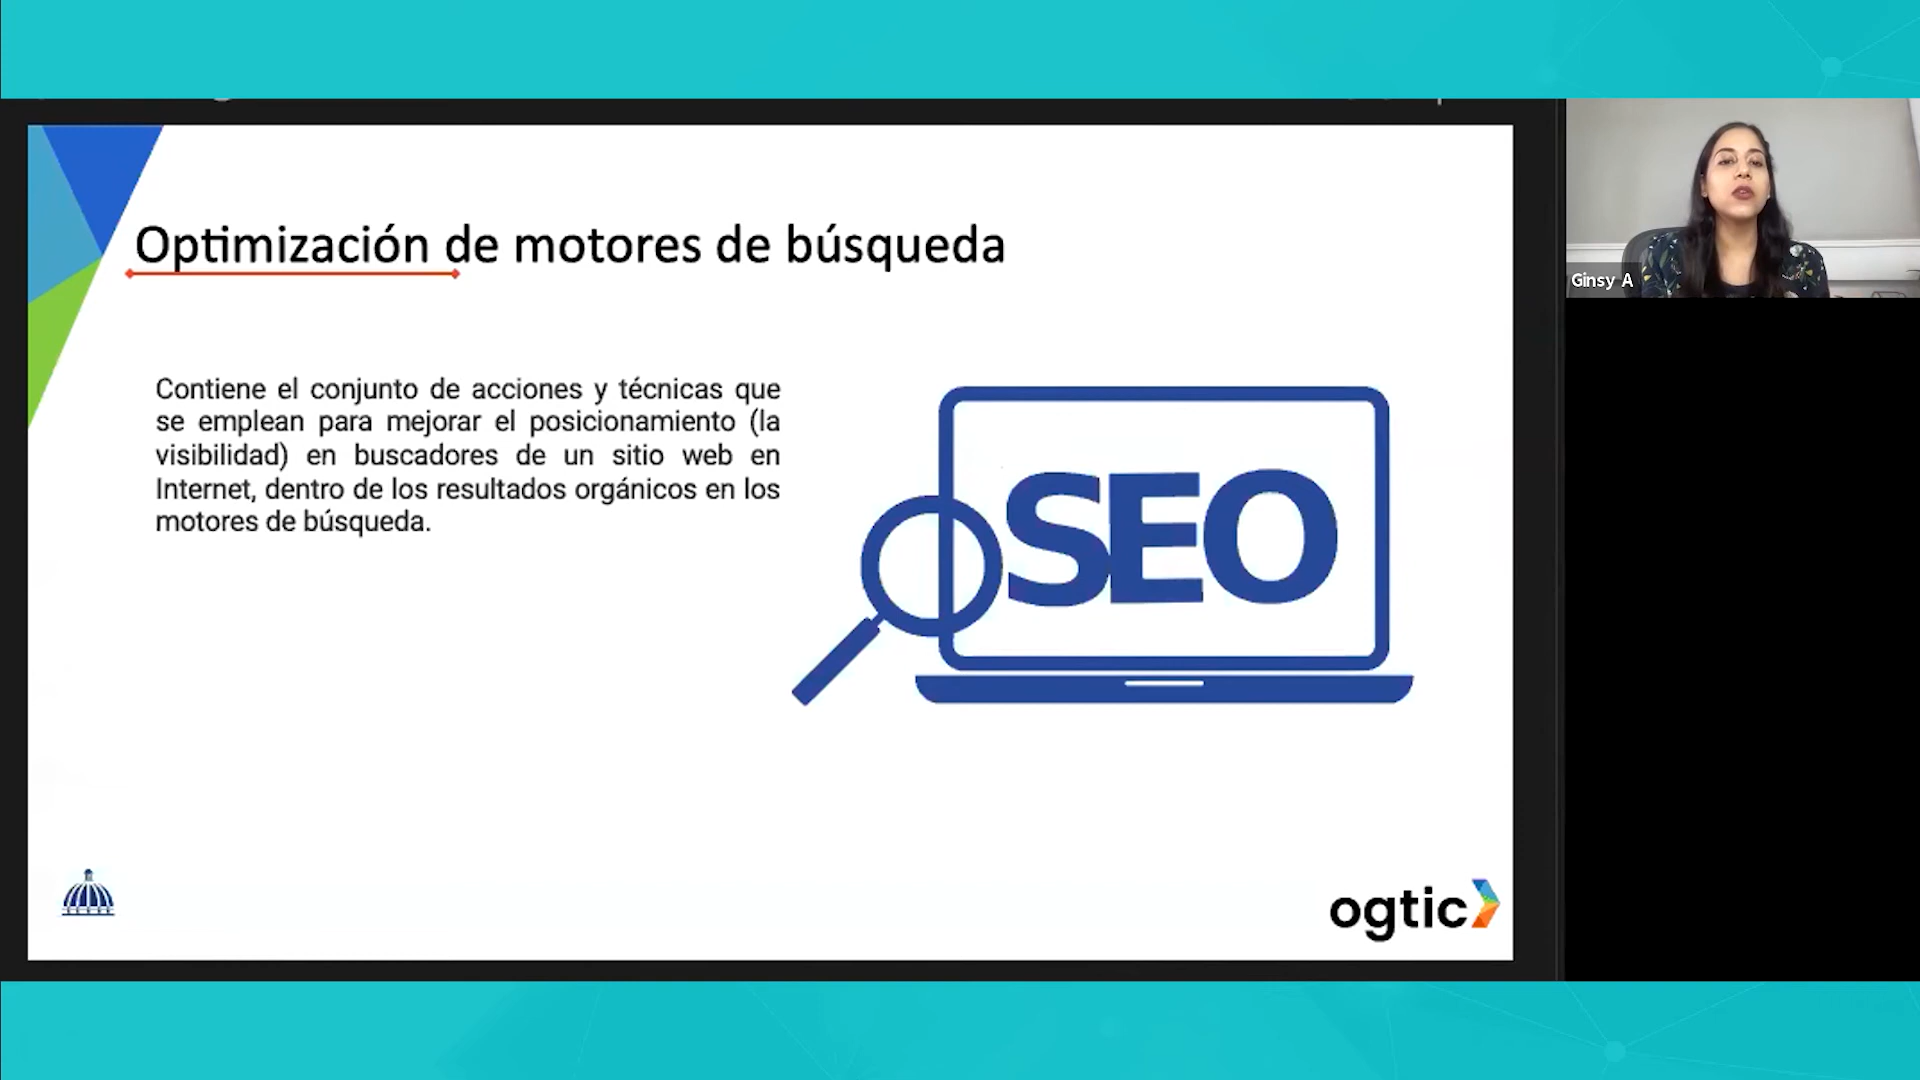 Optimización de motores de búsqueda
Contiene el conjunto de acciones y técnicas que
se emplean para mejorar el posicionamiento (la
visibilidad) en buscadores de un sitio web en
Internet, dentro de los resultados orgánicos en los
motores de búsqueda.
SEO
ogtic
Ginsy A